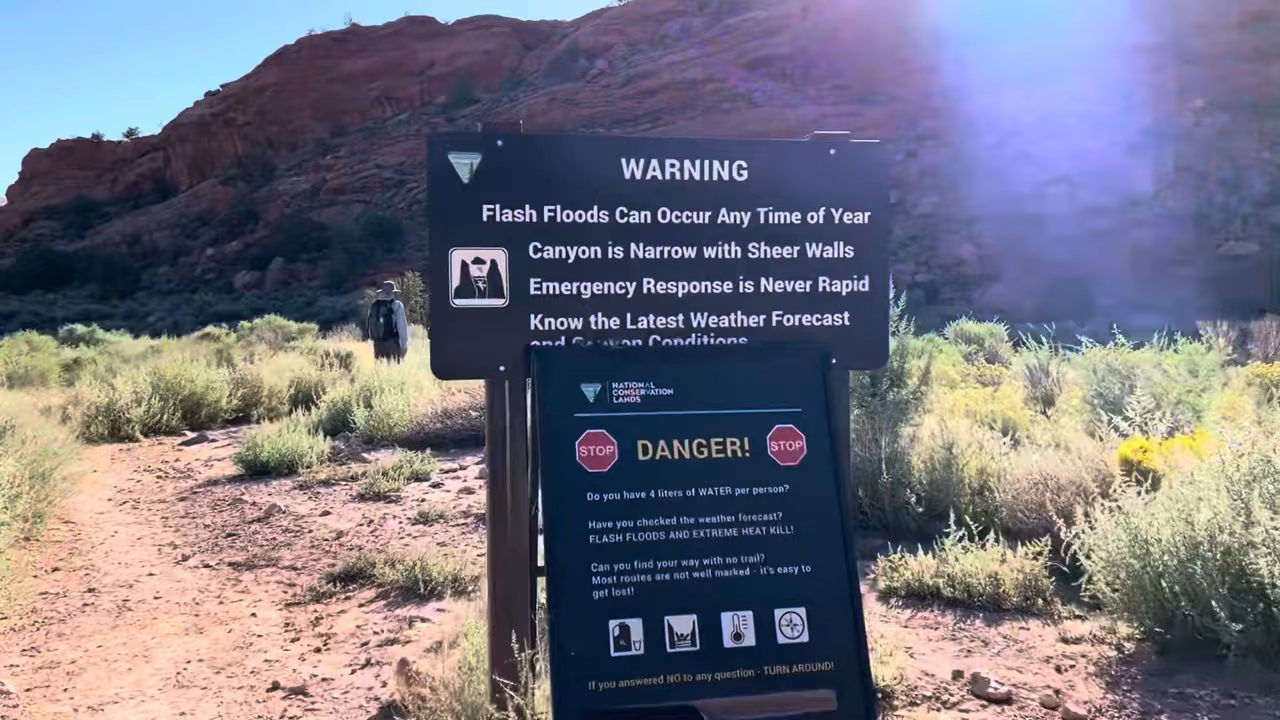 WARNING
Flash Floods Can Occur Any Time of Year
Canyon is Narrow with Sheer Walls
Emergency Response is Never Rapid
Know the Latest Weather Forecast
and Canyon Conditions
NATIONAL
CONSERVATION
LANDS
STOP DANGER! STOP
Do you have 4 liters of WATER per person?
Have you checked the weather forecast?
FLASH FLOODS AND EXTREME HEAT KILL!
Can you find your way with no trail?
Most routes are not well marked - it's easy to
get lost!
If you answered NO to any question - TURN AROUND!